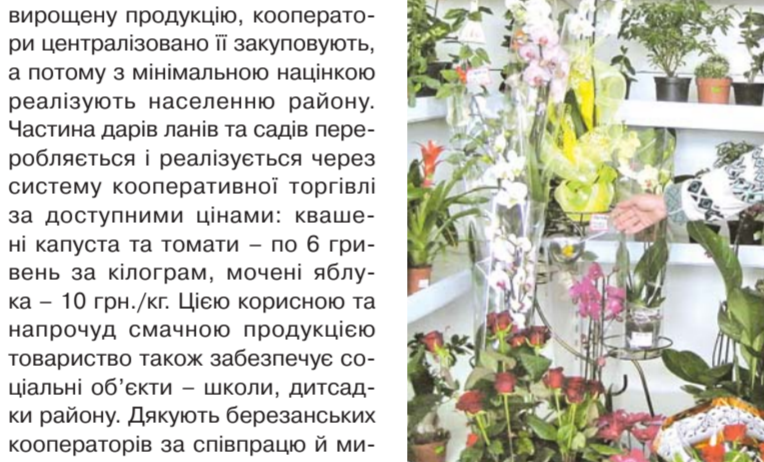 вирощену продукцію, кооперато-
ри централізовано її закуповують,
а потому з мінімальною націнкою
реалізують населенню району.
Частина дарів ланів та садів пере-
робляється і реалізується через
систему кооперативної торгівлі
за доступними цінами: кваше-
ні капуста та томати – по 6 гри-
вень за кілограм, мочені яблу-
ка – 10 грн./кг. Цією корисною та
напрочуд смачною продукцією
товариство також забезпечує со-
ціальні об’єкти – школи, дитсад-
ки району. Дякують березанських
кооператорів за співпрацю й ми-